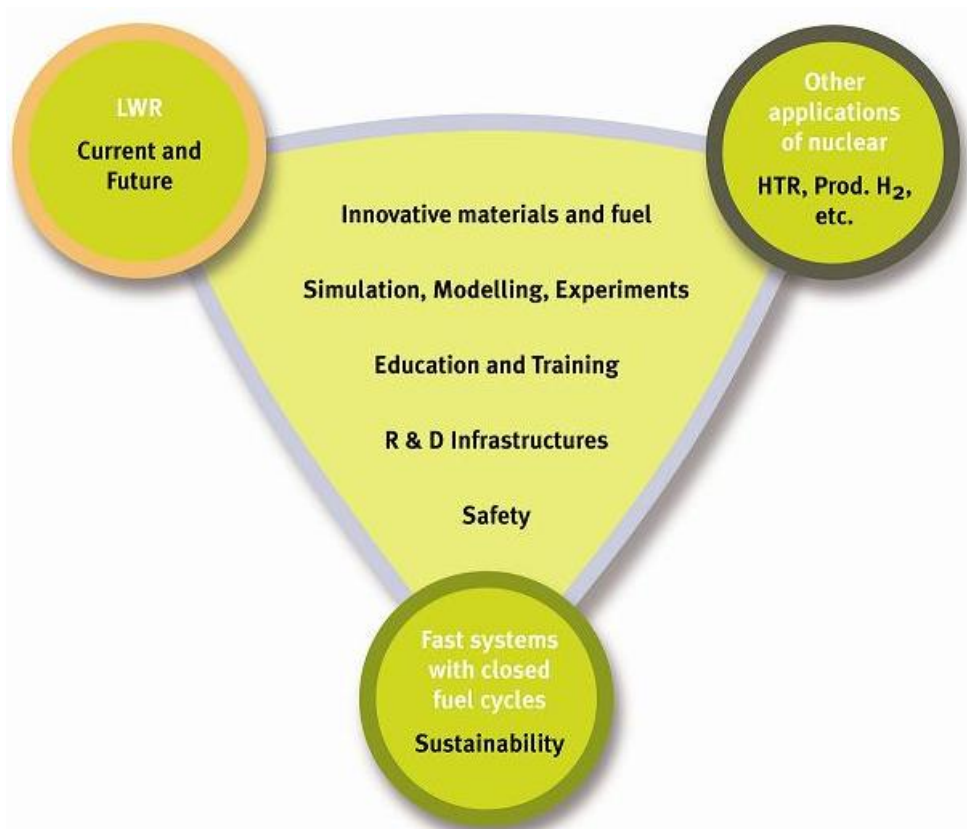 LWR
Current and
Future
Other
applications
of nuclear
HTR, Prod. H₂,
etc.
Innovative materials and fuel
Simulation, Modelling, Experiments
Education and Training
R & D Infrastructures
Safety
Fast systems
with closed
fuel cycles
Sustainability